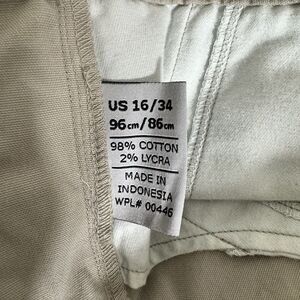 US 16/34
96cm/86cm
98% COTTON
2% LYCRA
MADE IN
INDONESIA
WPL# 00446